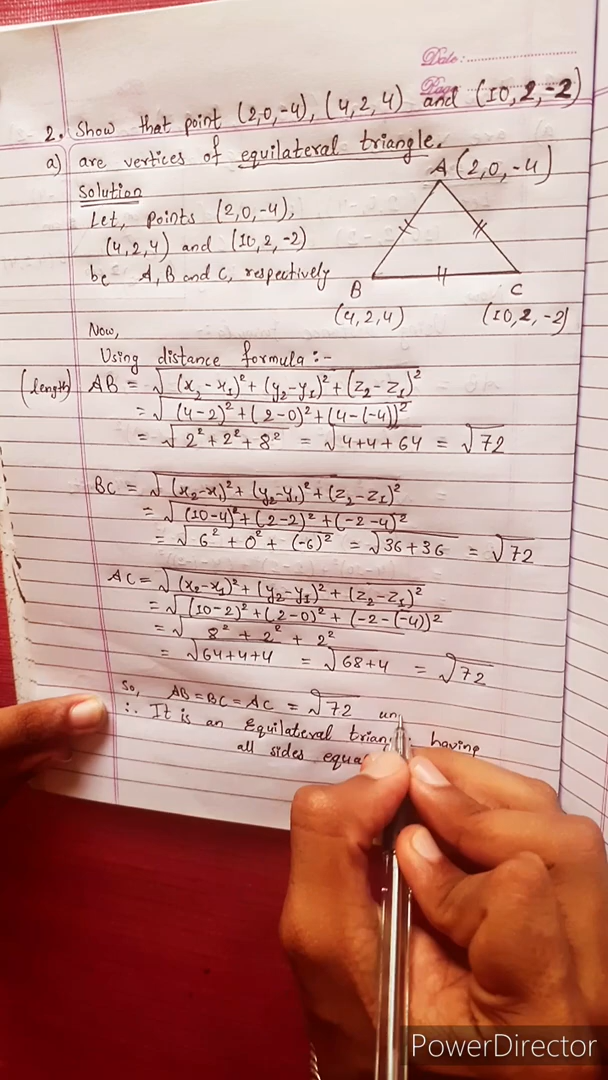 Date:
Page
2. Show that point (2,0,-4), (4,2,4) and (10,2,-2)
a) are vertices of equilateral triangle.
Solution
Let, points (2,0,-4),
(4,2,4) and (10,2,-2)
be A, B and C, respectively
A (2,0,-4)
B
C
(4,2,4)
(10,2,-2)
Now,
Using distance formula:-
(length) AB = √(x₂-x₁)²+(y₂-y₁)²+(z₂-z₁)²
= √(4-2)²+(2-0)²+(4-(-4))²
= √2²+2²+8² = √4+4+64 = √72
BC = √(x₂-x₁)²+(y₂-y₁)²+(z₂-z₁)²
= √(10-4)²+(2-2)²+(-2-4)²
= √6²+0²+(-6)² = √36+36 = √72
AC = √(x₂-x₁)²+(y₂-y₁)²+(z₂-z₁)²
= √(10-2)²+(2-0)²+(-2-(-4))²
= √8²+2²+2²
= √64+4+4 = √68+4 = √72
So, AB=BC=AC = √72
∴ It is an Equilateral having
all sides
PowerDirector